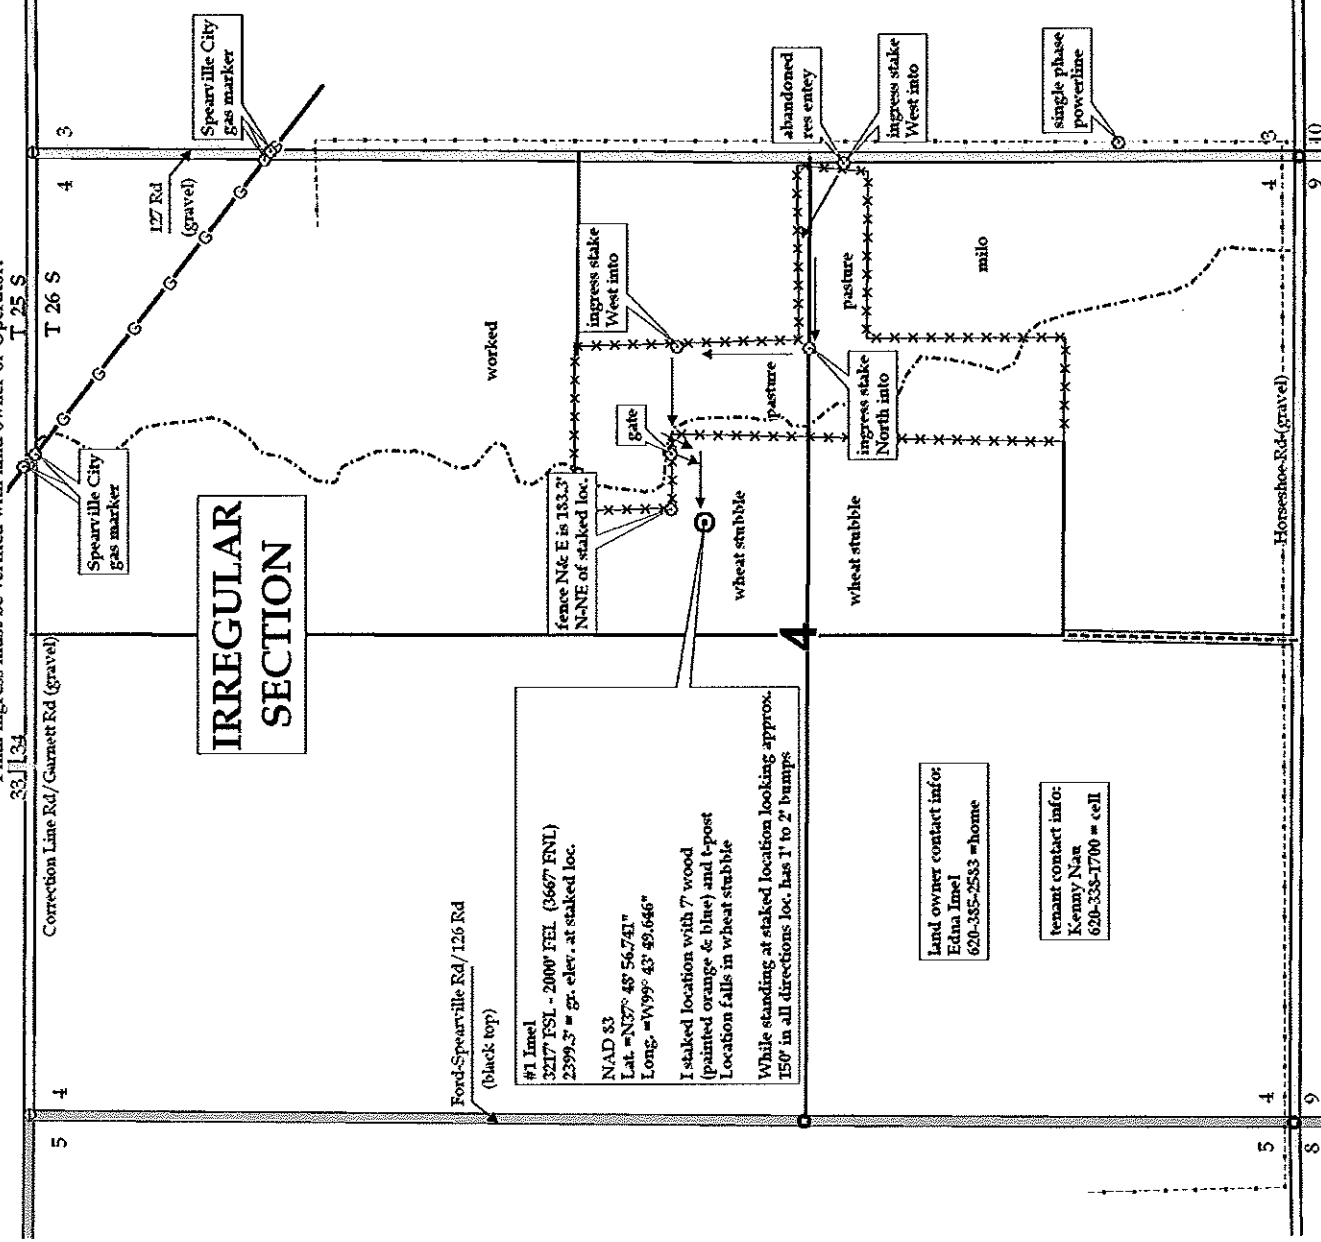 T 25 S
33 | 34
T 26 S
Correction Line Rd/Garnett Rd (gravel)
5
4
4
3
Spearville City
gas marker
Spearville City
gas marker
127 Rd
(gravel)
G
G
G
G
G
G
G
IRREGULAR
SECTION
worked
ingress stake
West into
gate
fence N& E is 183.3'
N-NE of staked loc.
pasture
pasture
wheat stubble
wheat stubble
milo
abandoned
res entey
ingress stake
West into
ingress stake
North into
single phase
powerline
4
Ford-Spearville Rd/126 Rd
(black top)
#1 Imel
3217' FSL - 2000' FEL (3667' FNL)
2399.3' = gr. elev. at staked loc.
NAD 83
Lat. =N37° 48' 56.741"
Long. =W99° 43' 49.646"
I staked location with 7' wood
(painted orange & blue) and t-post
Location falls in wheat stubble
While standing at staked location looking approx.
150' in all directions loc. has 1' to 2' bumps
land owner contact info:
Edna Imel
620-385-2583 =home
tenant contact info:
Kenny Nau
620-338-1700 = cell
Horseshoe Rd (gravel)
5
4
8
9
4
3
9
10